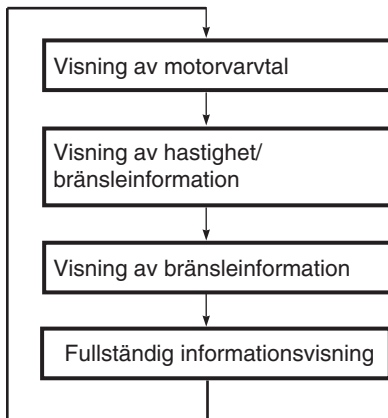 Visning av motorvarvtal
Visning av hastighet/
bränsleinformation
Visning av bränsleinformation
Fullständig informationsvisning